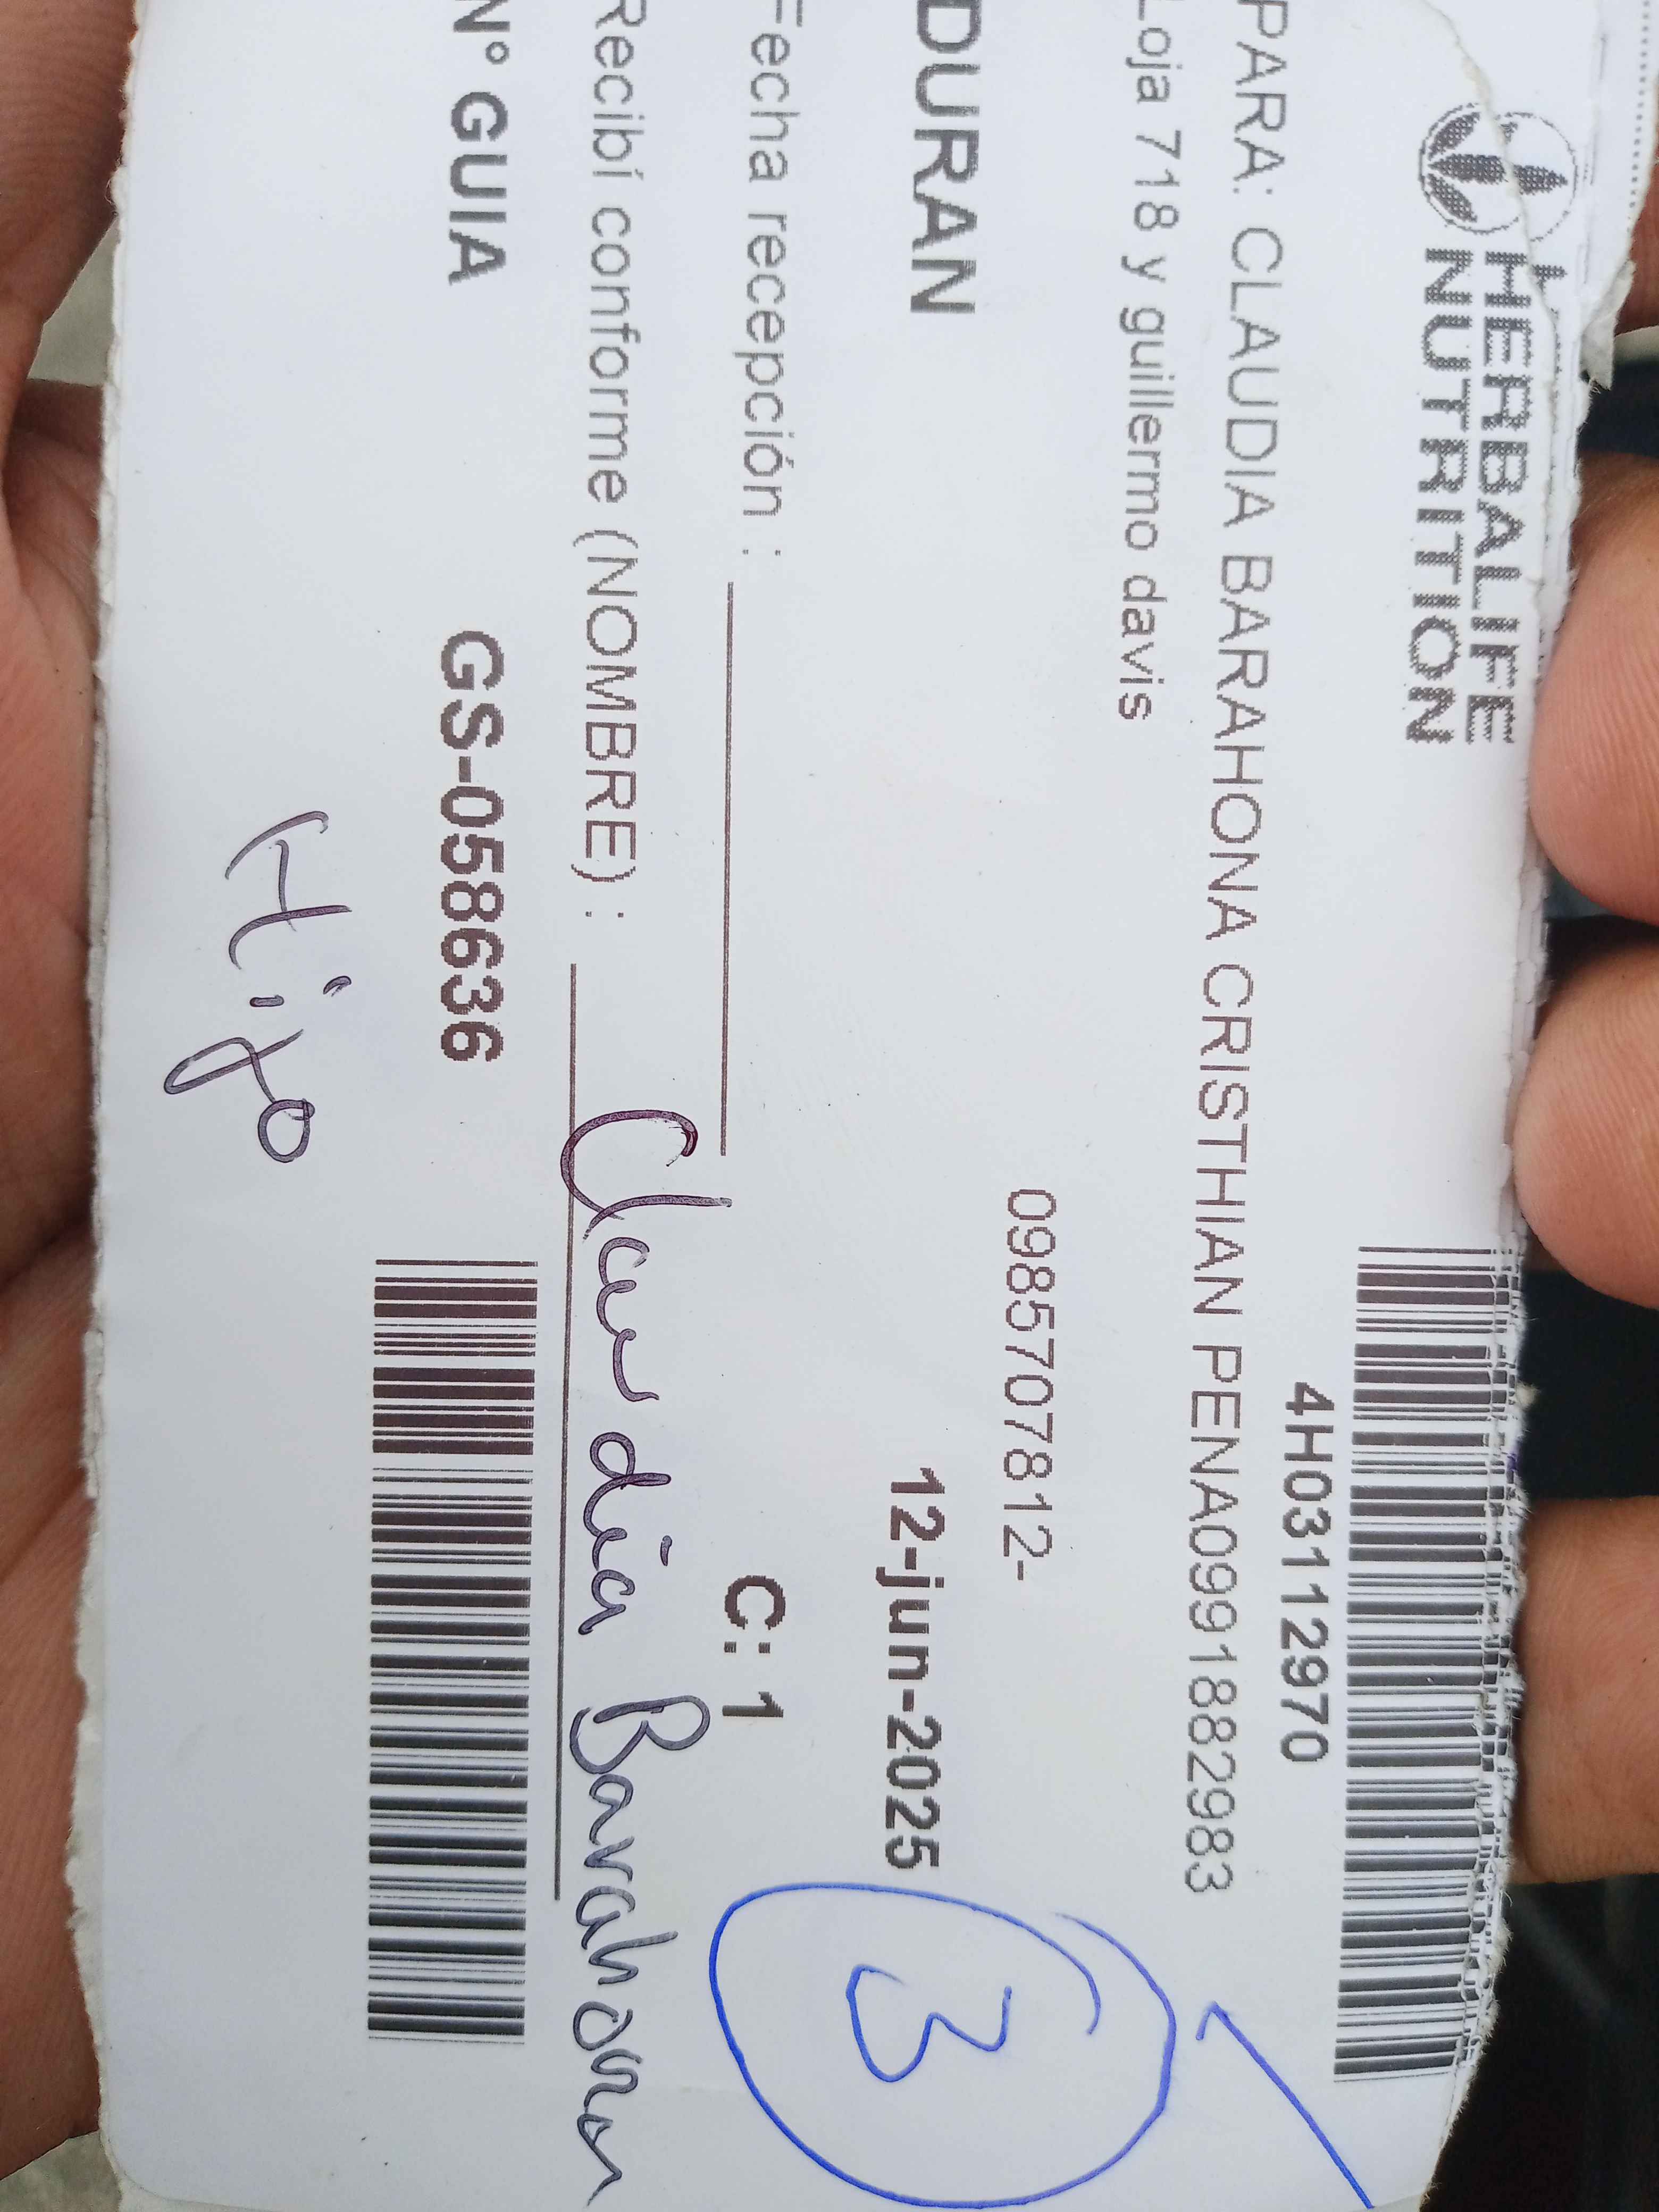 HERBALIFE
NUTRITION
4H03112970
PARA: CLAUDIA BARAHONA CRISTHIAN PENA0991882983
Loja 718 y guillermo davis
0985707812-
DURAN
12-jun-2025
3
Fecha recepción :
C: 1
Recibí conforme (NOMBRE) : Claudia Barahona
N° GUIA GS-058636
Hijo